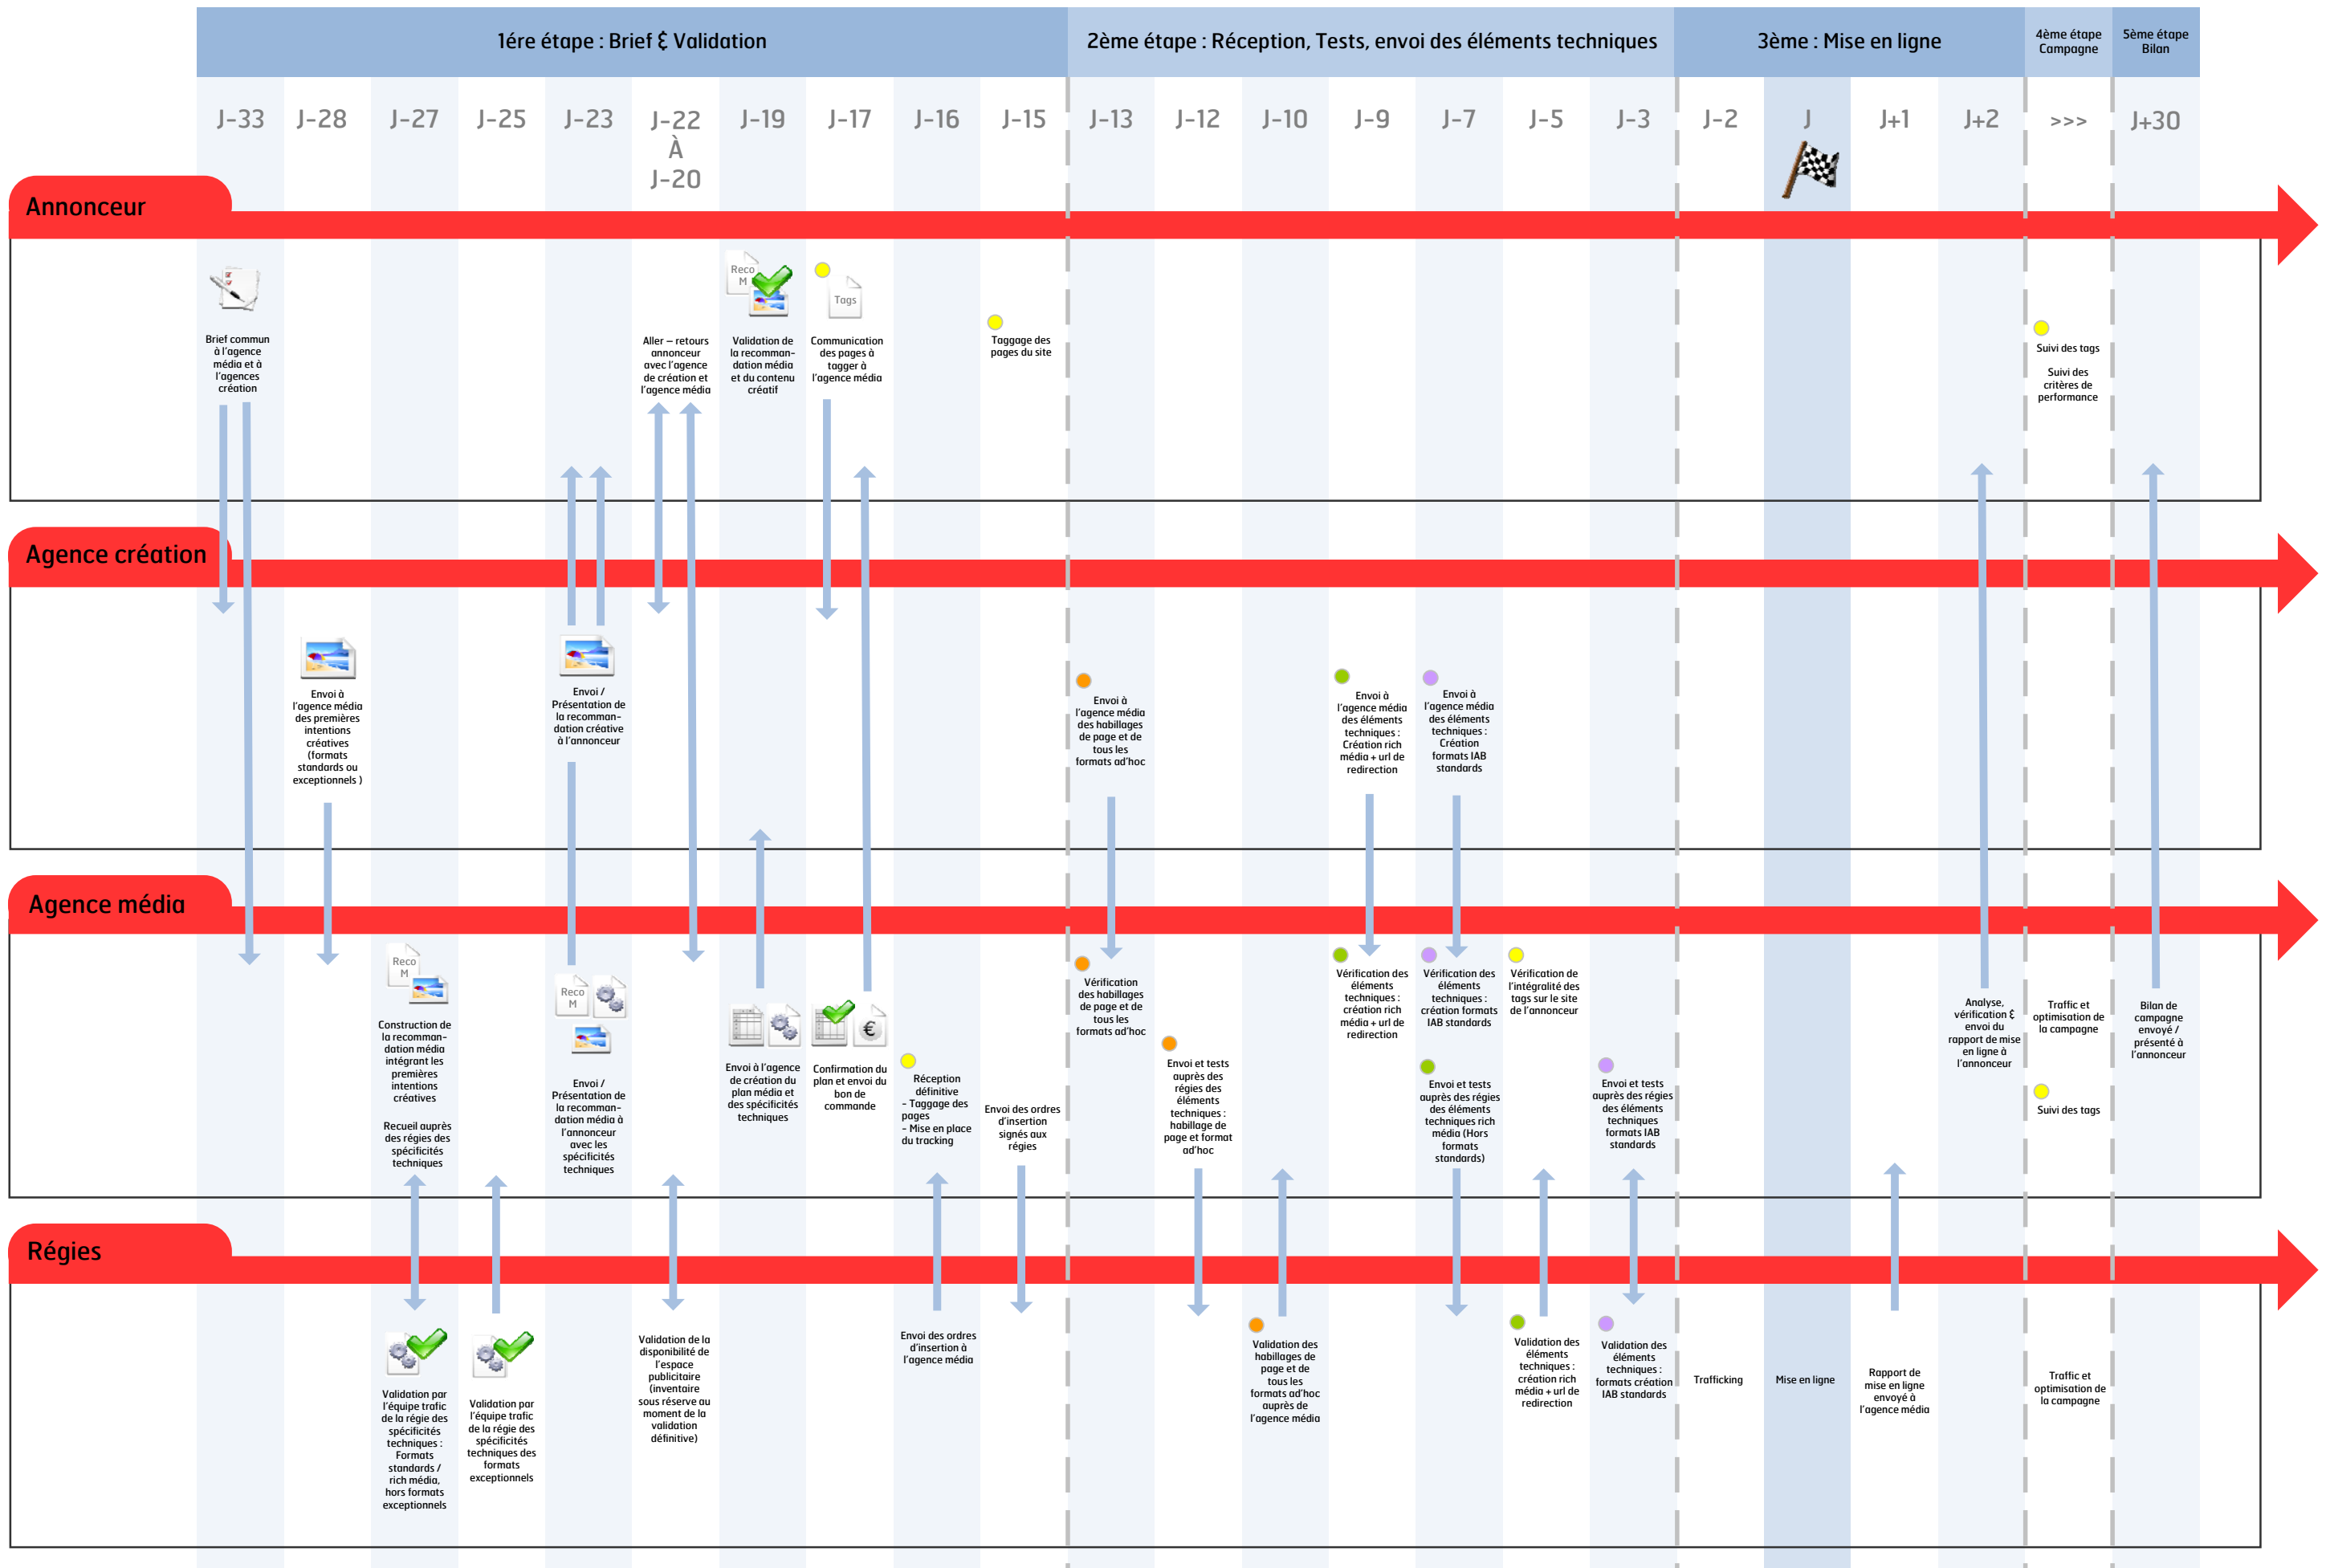 1ére étape : Brief & Validation
2ème étape : Réception, Tests, envoi des éléments techniques
3ème : Mise en ligne
4ème étape
Campagne
5ème étape
Bilan
J-33
J-28
J-27
J-25
J-23
J-22
À
J-20
J-19
J-17
J-16
J-15
J-13
J-12
J-10
J-9
J-7
J-5
J-3
J-2
J
J+1
J+2
>>>
J+30
Annonceur
Brief commun
à l'agence
média et à
l'agences
création
Aller – retours
annonceur
avec l'agence
de création et
l'agence média
Reco
M
Validation de
la recomman-
dation média
et du contenu
créatif
Tags
Communication
des pages à
tagger à
l'agence média
Taggage des
pages du site
Suivi des tags
Suivi des
critères de
performance
Agence création
Envoi à
l'agence média
des premières
intentions
créatives
(formats
standards ou
exceptionnels )
Envoi /
Présentation de
la recomman-
dation créative
à l'annonceur
Envoi à
l'agence média
des habillages
de page et de
tous les
formats ad'hoc
Envoi à
l'agence média
des éléments
techniques :
Création rich
média + url de
redirection
Envoi à
l'agence média
des éléments
techniques :
Création
formats IAB
standards
Agence média
Reco
M
Construction de
la recomman-
dation média
intégrant les
premières
intentions
créatives
Recueil auprès
des régies des
spécificités
techniques
Reco
M
Envoi /
Présentation de
la recomman-
dation média à
l'annonceur
avec les
spécificités
techniques
Envoi à l'agence
de création du
plan média et
des spécificités
techniques
€
Confirmation du
plan et envoi du
bon de
commande
Réception
définitive
- Taggage des
pages
- Mise en place
du tracking
Envoi des ordres
d'insertion
signés aux
régies
Vérification
des habillages
de page et de
tous les
formats ad'hoc
Envoi et tests
auprès des
régies des
éléments
techniques :
habillage de
page et format
ad'hoc
Vérification des
éléments
techniques :
création rich
média + url de
redirection
Vérification des
éléments
techniques :
création formats
IAB standards
Envoi et tests
auprès des régies
des éléments
techniques rich
média (Hors
formats
standards)
Vérification de
l'intégralité des
tags sur le site
de l'annonceur
Envoi et tests
auprès des régies
des éléments
techniques
formats IAB
standards
Analyse,
vérification &
envoi du
rapport de mise
en ligne à
l'annonceur
Traffic et
optimisation de
la campagne
Suivi des tags
Bilan de
campagne
envoyé /
présenté à
l'annonceur
Régies
Validation par
l'équipe trafic
de la régie des
spécificités
techniques :
Formats
standards /
rich média,
hors formats
exceptionnels
Validation par
l'équipe trafic
de la régie des
spécificités
techniques des
formats
exceptionnels
Validation de la
disponibilité de
l'espace
publicitaire
(inventaire
sous réserve au
moment de la
validation
définitive)
Envoi des ordres
d'insertion à
l'agence média
Validation des
habillages de
page et de
tous les
formats ad'hoc
auprès de
l'agence média
Validation des
éléments
techniques :
création rich
média + url de
redirection
Validation des
éléments
techniques :
formats création
IAB standards
Trafficking
Mise en ligne
Rapport de
mise en ligne
envoyé à
l'agence média
Traffic et
optimisation de
la campagne